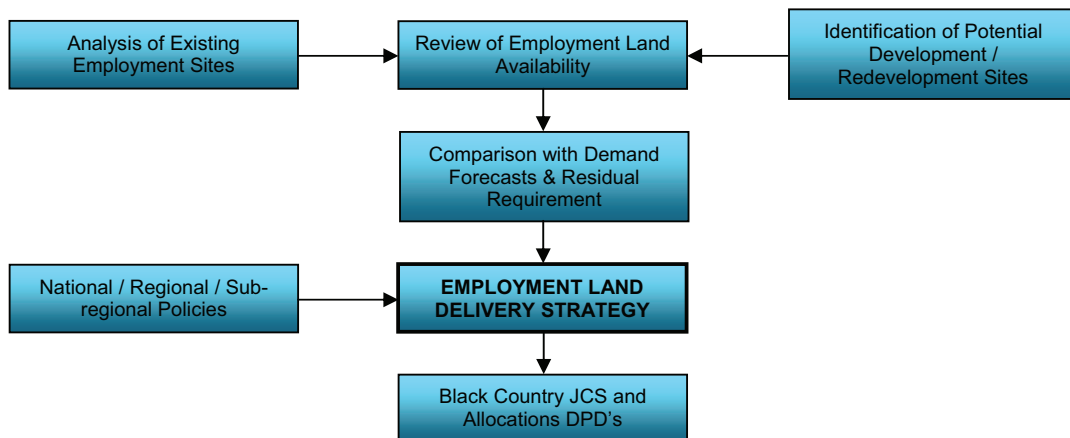 Analysis of Existing
Employment Sites
Review of Employment Land
Availability
Identification of Potential
Development /
Redevelopment Sites
Comparison with Demand
Forecasts & Residual
Requirement
National / Regional / Sub-
regional Policies
EMPLOYMENT LAND
DELIVERY STRATEGY
Black Country JCS and
Allocations DPD's